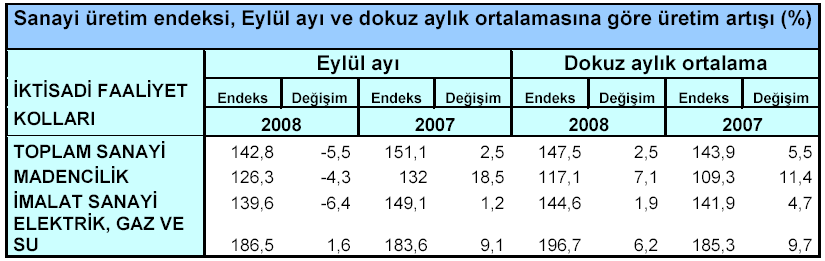 Sanayi üretim endeksi, Eylül ayı ve dokuz aylık ortalamasına göre üretim artışı (%)
İKTİSADİ FAALİYET KOLLARI Eylül ayı Dokuz aylık ortalama
Endeks Değişim Endeks Değişim Endeks Değişim Endeks Değişim
2008 2007 2008 2007
TOPLAM SANAYİ 142,8 -5,5 151,1 2,5 147,5 2,5 143,9 5,5
MADENCİLİK 126,3 -4,3 132 18,5 117,1 7,1 109,3 11,4
İMALAT SANAYİ 139,6 -6,4 149,1 1,2 144,6 1,9 141,9 4,7
ELEKTRİK, GAZ VE
SU 186,5 1,6 183,6 9,1 196,7 6,2 185,3 9,7